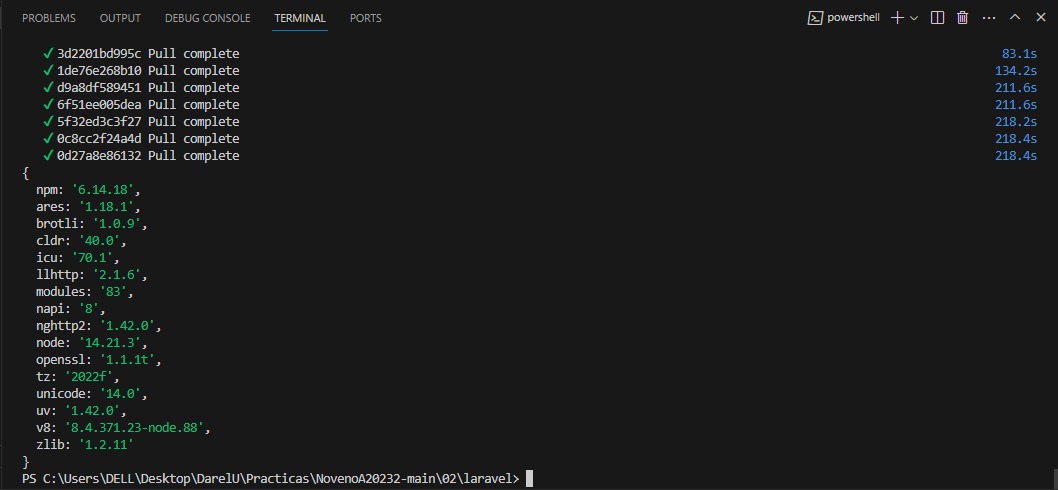 PROBLEMS OUTPUT DEBUG CONSOLE TERMINAL PORTS powershell
✓ 3d2201bd995c Pull complete 83.1s
✓ 1de76e268b10 Pull complete 134.2s
✓ d9a8df589451 Pull complete 211.6s
✓ 6f51ee005dea Pull complete 211.6s
✓ 5f32ed3c3f27 Pull complete 218.2s
✓ 0c8cc2f24a4d Pull complete 218.4s
✓ 0d27a8e86132 Pull complete 218.4s
{
npm: '6.14.18',
ares: '1.18.1',
brotli: '1.0.9',
cldr: '40.0',
icu: '70.1',
llhttp: '2.1.6',
modules: '83',
napi: '8',
nghttp2: '1.42.0',
node: '14.21.3',
openssl: '1.1.1t',
tz: '2022f',
unicode: '14.0',
uv: '1.42.0',
v8: '8.4.371.23-node.88',
zlib: '1.2.11'
}
PS C:\Users\DELL\Desktop\DarelU\Practicas\NovenoA20232-main\02\laravel>